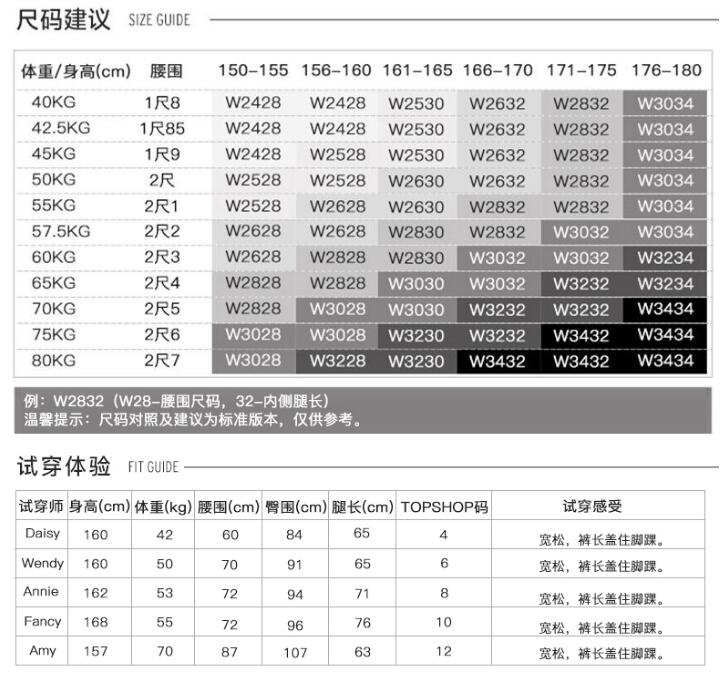 尺码建议 SIZE GUIDE
体重/身高(cm) 腰围 150-155 156-160 161-165 166-170 171-175 176-180
40KG 1尺8 W2428 W2428 W2530 W2632 W2832 W3034
42.5KG 1尺85 W2428 W2428 W2530 W2632 W2832 W3034
45KG 1尺9 W2428 W2528 W2530 W2632 W2832 W3034
50KG 2尺 W2528 W2528 W2630 W2632 W2832 W3034
55KG 2尺1 W2528 W2628 W2630 W2832 W2832 W3034
57.5KG 2尺2 W2628 W2628 W2830 W2832 W3032 W3034
60KG 2尺3 W2628 W2828 W2830 W3032 W3032 W3234
65KG 2尺4 W2828 W2828 W3030 W3032 W3232 W3234
70KG 2尺5 W2828 W3028 W3030 W3232 W3232 W3434
75KG 2尺6 W3028 W3028 W3230 W3232 W3432 W3434
80KG 2尺7 W3028 W3228 W3230 W3432 W3432 W3434
例：W2832（W28-腰围尺码，32-内侧腿长）
温馨提示：尺码对照及建议为标准版本，仅供参考。
试穿体验 FIT GUIDE
试穿师 身高(cm) 体重(kg) 腰围(cm) 臀围(cm) 腿长(cm) TOPSHOP码 试穿感受
Daisy 160 42 60 84 65 4 宽松，裤长盖住脚踝。
Wendy 160 50 70 91 65 6 宽松，裤长盖住脚踝。
Annie 162 53 72 94 71 8 宽松，裤长盖住脚踝。
Fancy 168 55 72 96 76 10 宽松，裤长盖住脚踝。
Amy 157 70 87 107 63 12 宽松，裤长盖住脚踝。